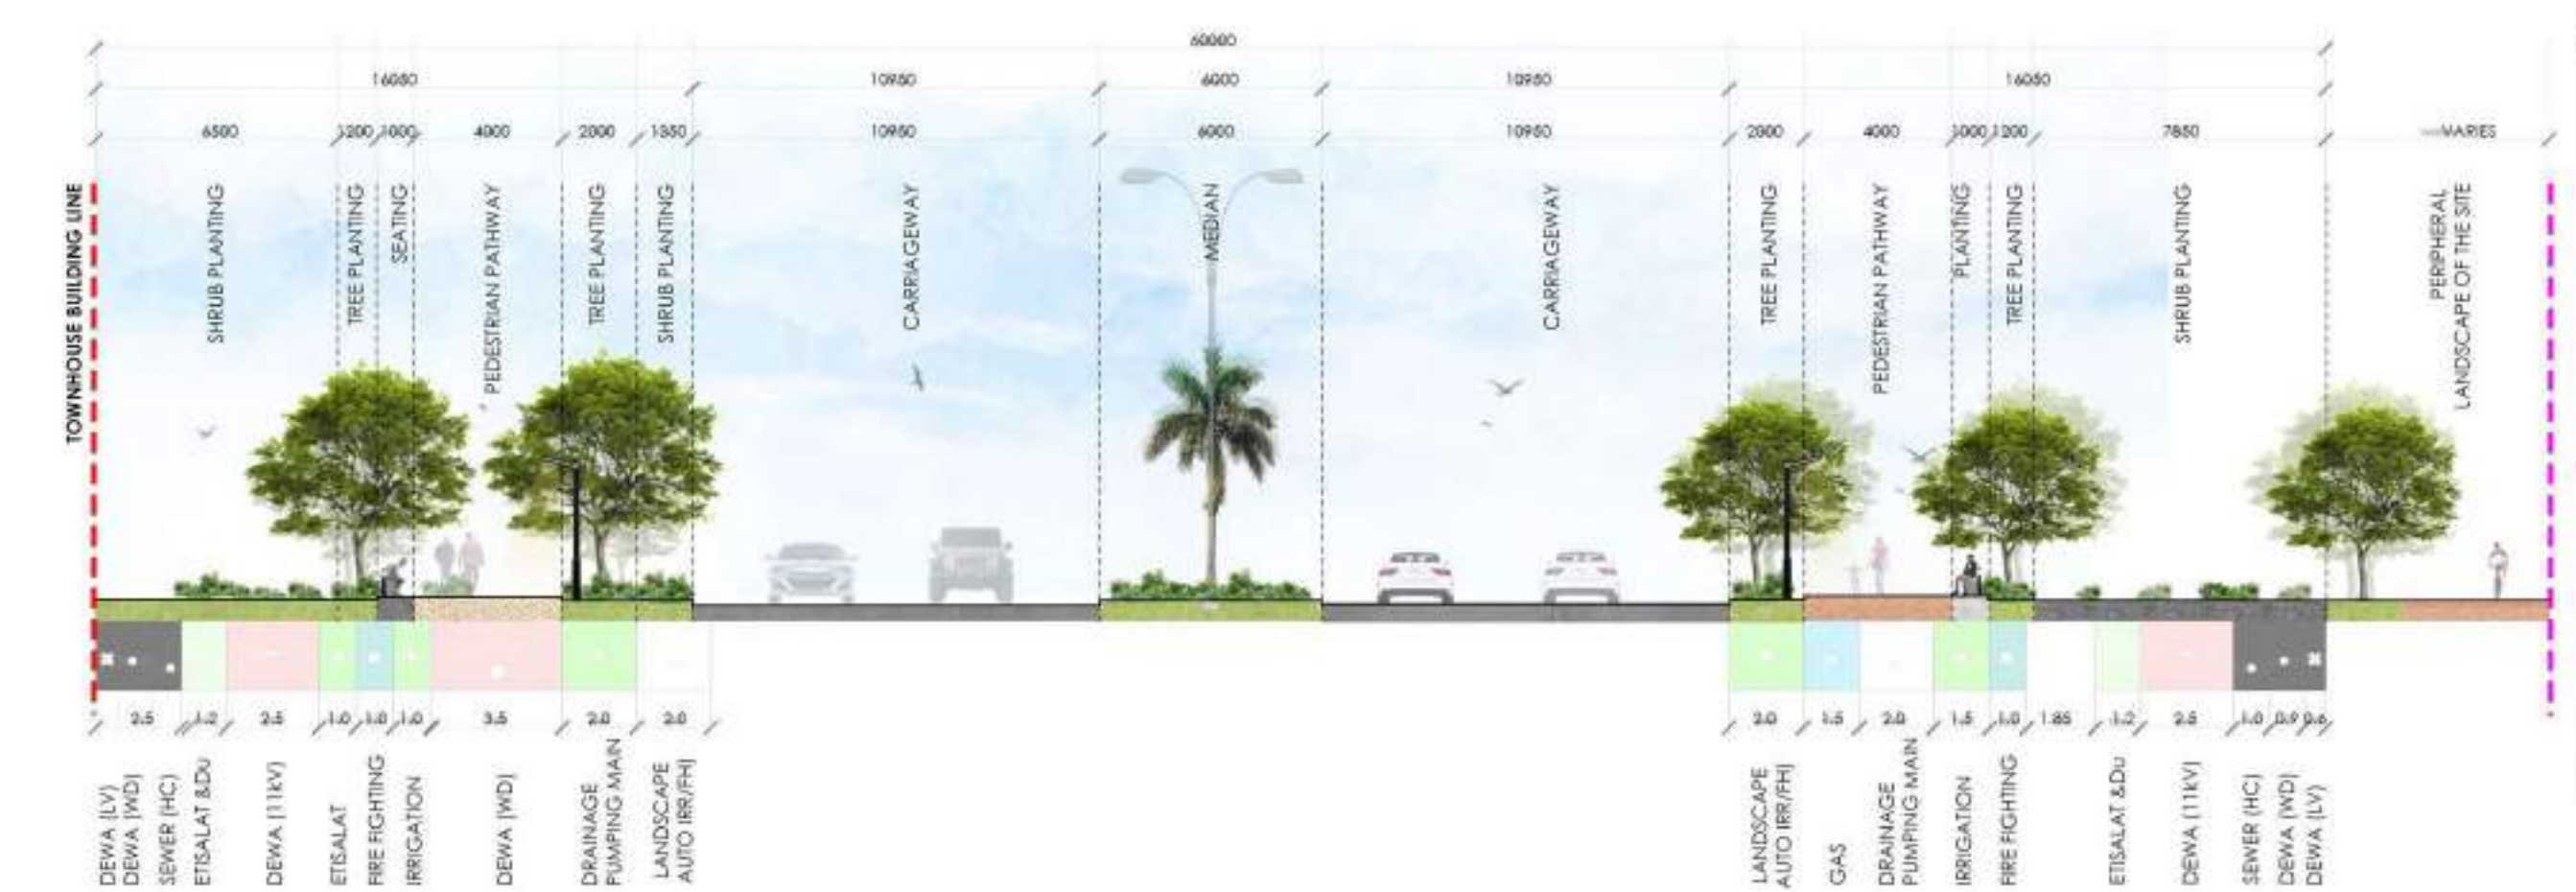 60000
16050
10950
6000
10950
16050
6500
1200
1000
4000
2000
1350
10950
6000
10950
2000
4000
1000
1200
7850
VARIES
TOWNHOUSE BUILDING LINE
SHRUB PLANTING
TREE PLANTING
SEATING
PEDESTRIAN PATHWAY
TREE PLANTING
SHRUB PLANTING
CARRIAGEWAY
MEDIAN
CARRIAGEWAY
TREE PLANTING
PEDESTRIAN PATHWAY
PLANTING
TREE PLANTING
SHRUB PLANTING
PERIPHERAL
LANDSCAPE OF THE SITE
2.5
1.2
2.5
1.0
1.0
1.0
3.5
2.0
2.0
2.0
1.5
2.0
1.5
1.0
1.85
1.2
2.5
1.0
0.9
0.6
DEWA (LV)
DEWA (WD)
SEWER (HC)
ETISALAT &Du
DEWA (11kV)
ETISALAT
FIRE FIGHTING
IRRIGATION
DEWA (WD)
DRAINAGE
PUMPING MAIN
LANDSCAPE
AUTO IRR/FH)
LANDSCAPE
AUTO IRR/FH)
GAS
DRAINAGE
PUMPING MAIN
IRRIGATION
FIRE FIGHTING
ETISALAT &Du
DEWA (11kV)
SEWER (HC)
DEWA (WD)
DEWA (LV)